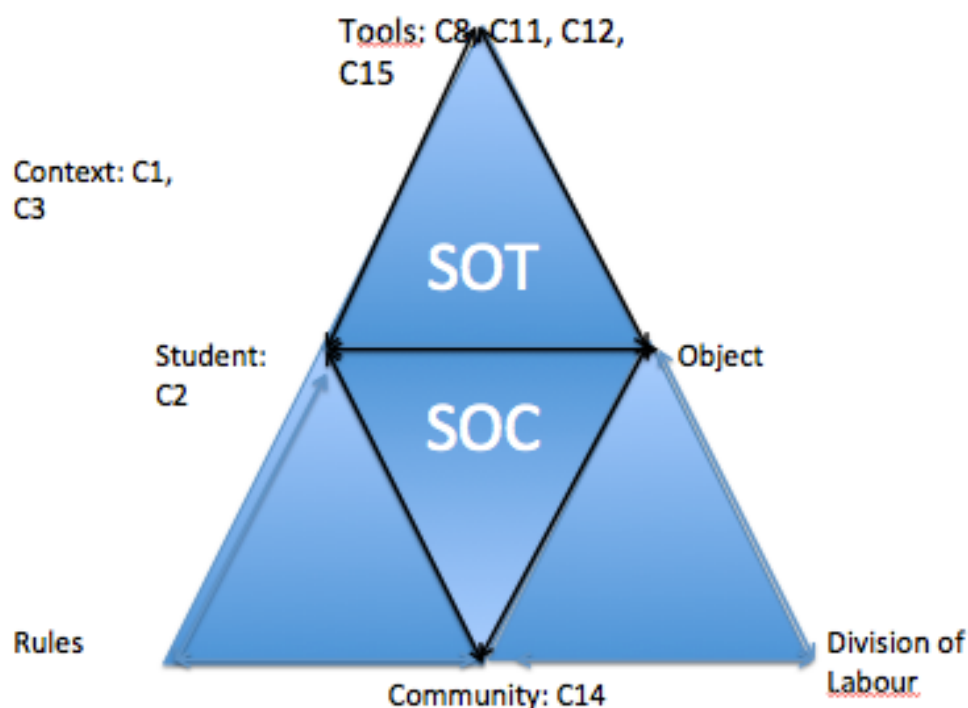 Tools: C8, C11, C12,
C15
Context: C1,
C3
SOT
Student:
C2
Object
SOC
Rules
Division of
Labour
Community: C14